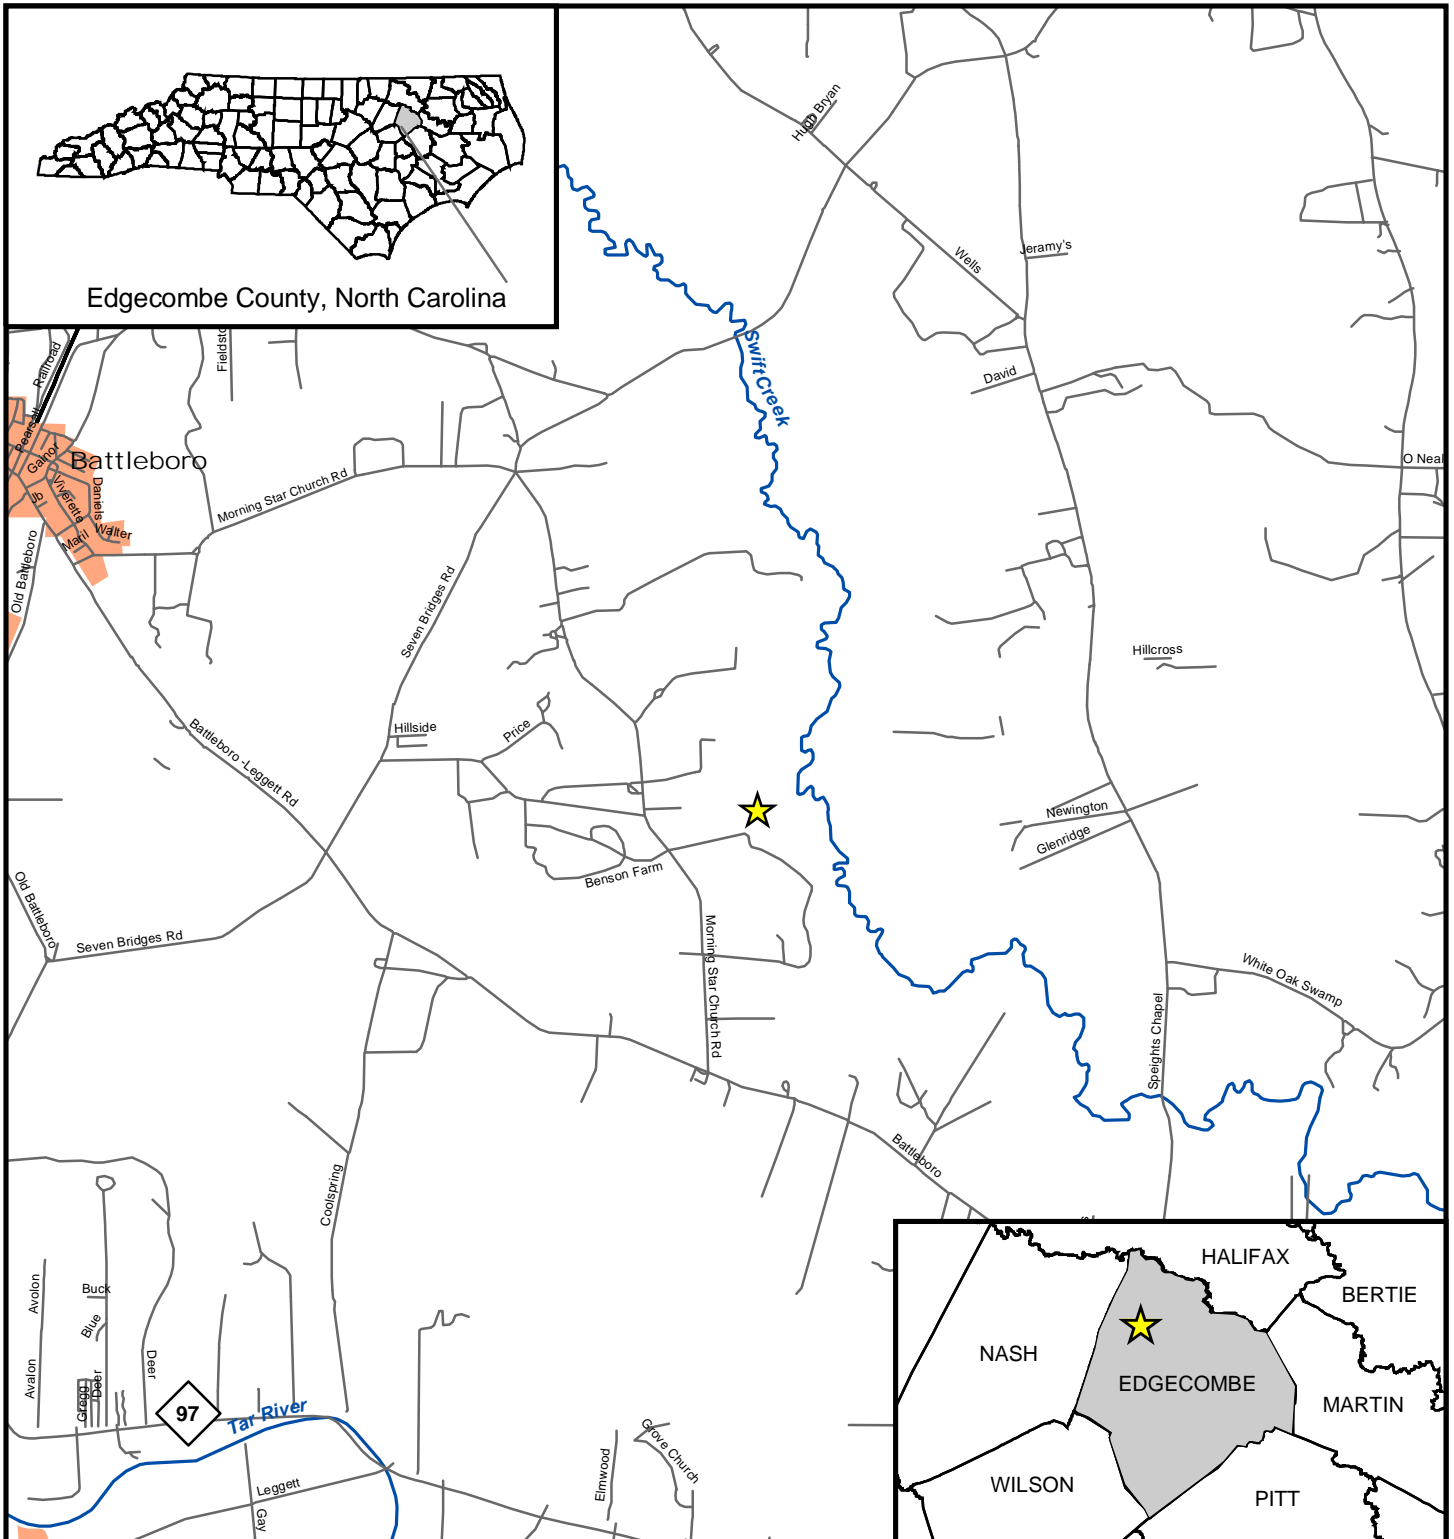 Edgecombe County, North Carolina
Hugh Bryan
Wells
Jeramy's
David
Swift Creek
O Neal
Railroad
Fieldsto
Pearsall
Gainor
Battleboro
Jb
Viverette
Daniels
Walter
Maril
Old Battleboro
Morning Star Church Rd
Seven Bridges Rd
Hillcross
Hillside
Price
Battleboro -Leggett Rd
Newington
Glenridge
Benson Farm
Old Battleboro
Seven Bridges Rd
Morning Star Church Rd
White Oak Swamp
Speights Chapel
Battleboro
Coolspring
Avolon
Buck
Blue
Avalon
Gregg
Deer
Deer
97
Tar River
Leggett
Gay
Elmwood
Grove Church
HALIFAX
BERTIE
NASH
EDGECOMBE
MARTIN
WILSON
PITT